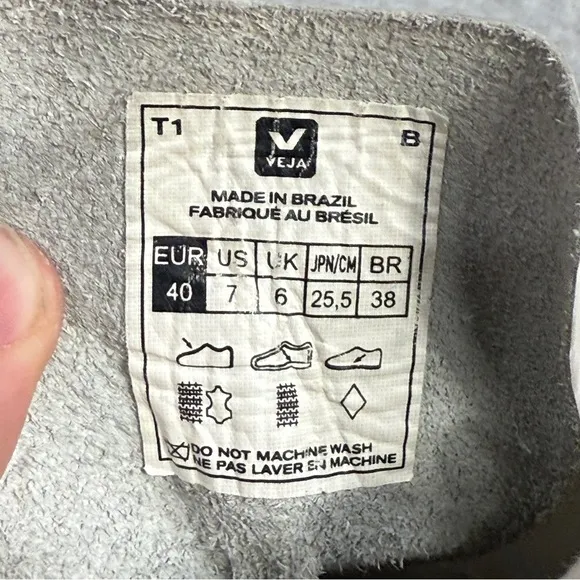 T1 B
VEJA
MADE IN BRAZIL
FABRIQUÉ AU BRÉSIL
EUR US UK JPN/CM BR
40 7 6 25,5 38
DO NOT MACHINE WASH
NE PAS LAVER EN MACHINE